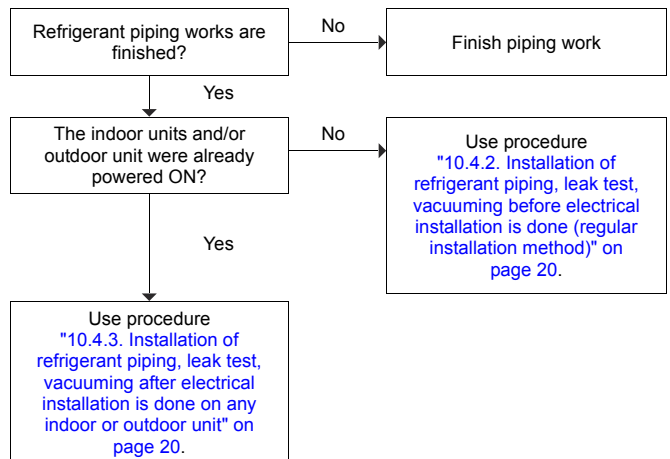 Refrigerant piping works are
finished?
No
Finish piping work
Yes
The indoor units and/or
outdoor unit were already
powered ON?
No
Use procedure
"10.4.2. Installation of
refrigerant piping, leak test,
vacuuming before electrical
installation is done (regular
installation method)" on
page 20.
Yes
Use procedure
"10.4.3. Installation of
refrigerant piping, leak test,
vacuuming after electrical
installation is done on any
indoor or outdoor unit" on
page 20.